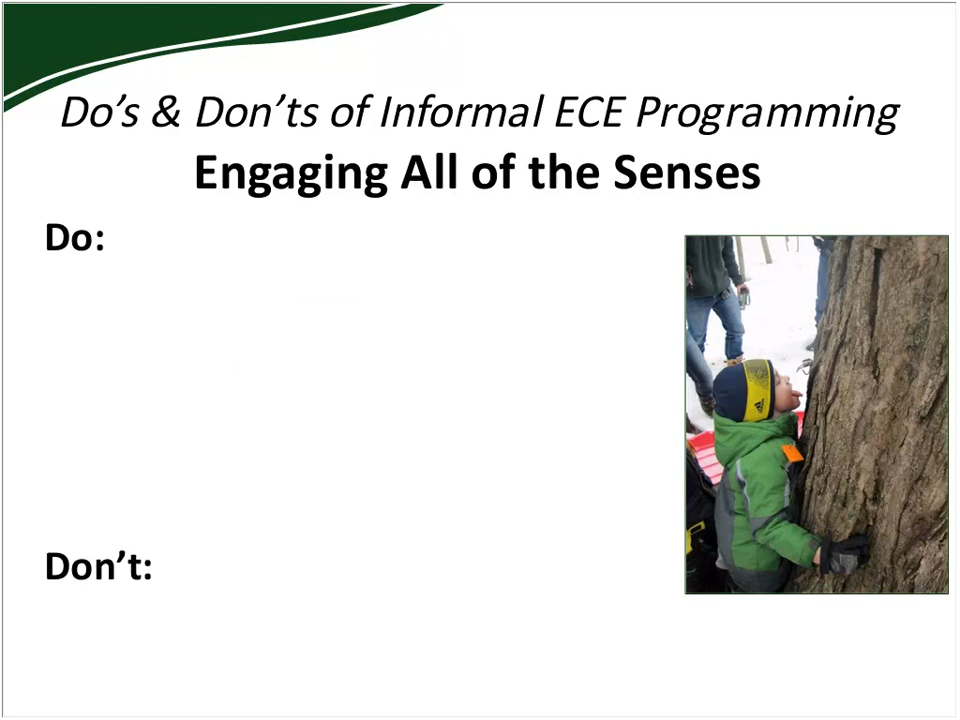 Do’s & Don’ts of Informal ECE Programming
Engaging All of the Senses
Do:
Don’t: